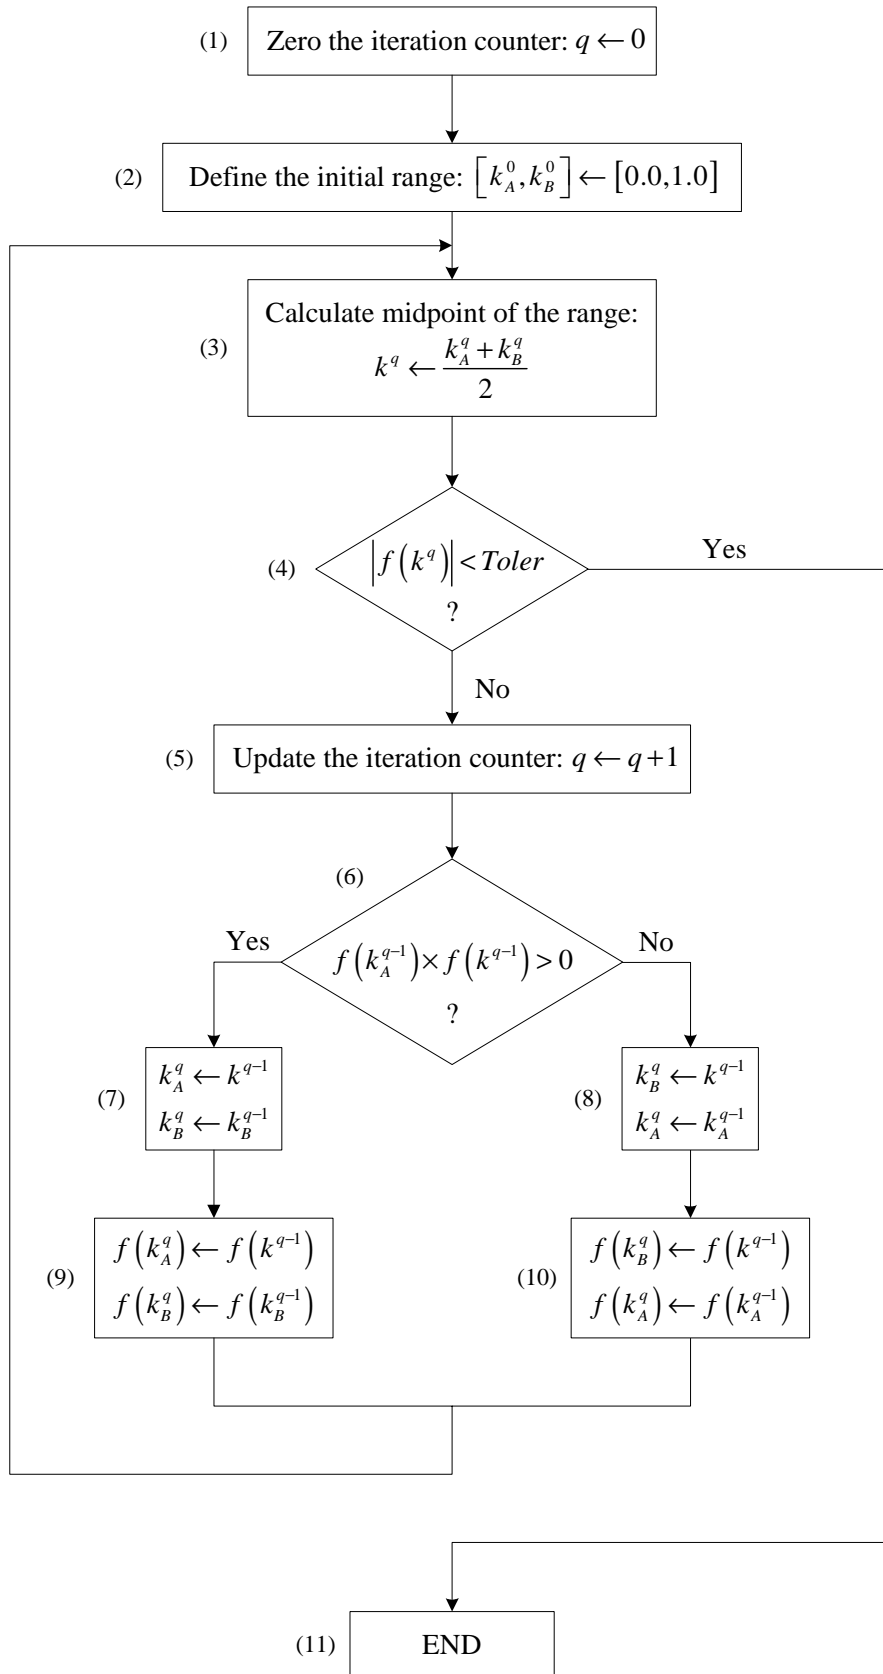 (1) Zero the iteration counter: q ← 0
(2) Define the initial range: [k_A^0, k_B^0] ← [0.0,1.0]
Calculate midpoint of the range:
(3) k^q ← (k_A^q + k_B^q) / 2
(4) |f(k^q)| < Toler
?
Yes
No
(5) Update the iteration counter: q ← q+1
(6)
Yes
f(k_A^{q-1}) × f(k^{q-1}) > 0
?
No
(7)
k_A^q ← k^{q-1}
k_B^q ← k_B^{q-1}
(8)
k_B^q ← k^{q-1}
k_A^q ← k_A^{q-1}
(9)
f(k_A^q) ← f(k^{q-1})
f(k_B^q) ← f(k_B^{q-1})
(10)
f(k_B^q) ← f(k^{q-1})
f(k_A^q) ← f(k_A^{q-1})
(11) END